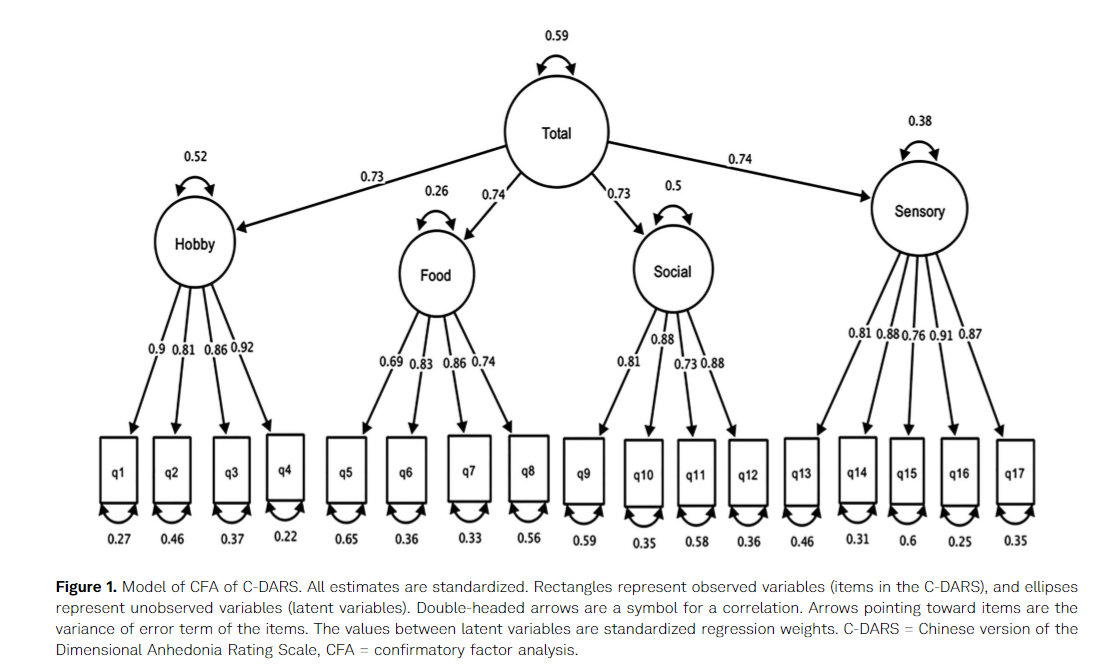 0.59
Total
0.38
0.52
0.74
0.73
0.26
0.74
0.73
0.5
Sensory
Hobby
Food
Social
0.9 0.81 0.86 0.92
0.69 0.83 0.86 0.74
0.81 0.88 0.73 0.88
0.81 0.88 0.76 0.91 0.87
q1 q2 q3 q4 q5 q6 q7 q8 q9 q10 q11 q12 q13 q14 q15 q16 q17
0.27 0.46 0.37 0.22 0.65 0.36 0.33 0.56 0.59 0.35 0.58 0.36 0.46 0.31 0.6 0.25 0.35
Figure 1. Model of CFA of C-DARS. All estimates are standardized. Rectangles represent observed variables (items in the C-DARS), and ellipses
represent unobserved variables (latent variables). Double-headed arrows are a symbol for a correlation. Arrows pointing toward items are the
variance of error term of the items. The values between latent variables are standardized regression weights. C-DARS = Chinese version of the
Dimensional Anhedonia Rating Scale, CFA = confirmatory factor analysis.